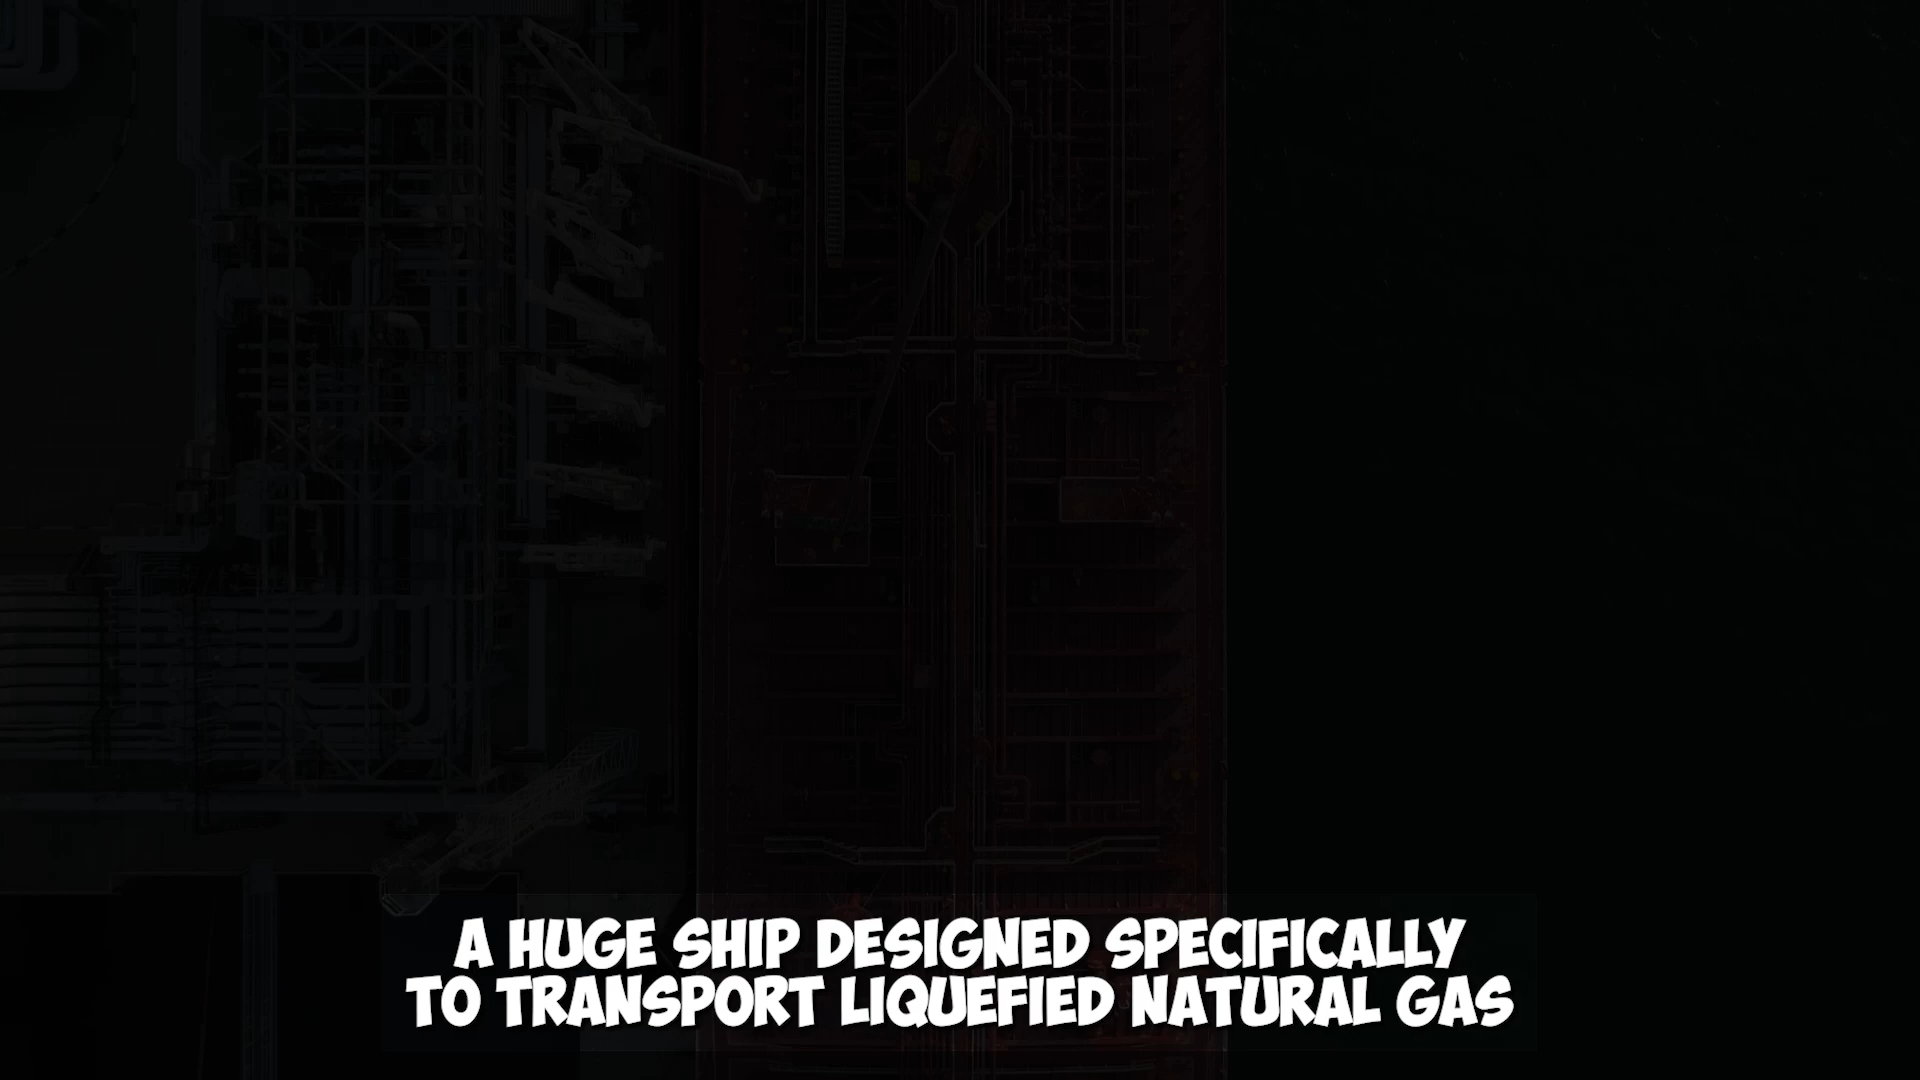 A HUGE SHIP DESIGNED SPECIFICALLY
TO TRANSPORT LIQUEFIED NATURAL GAS